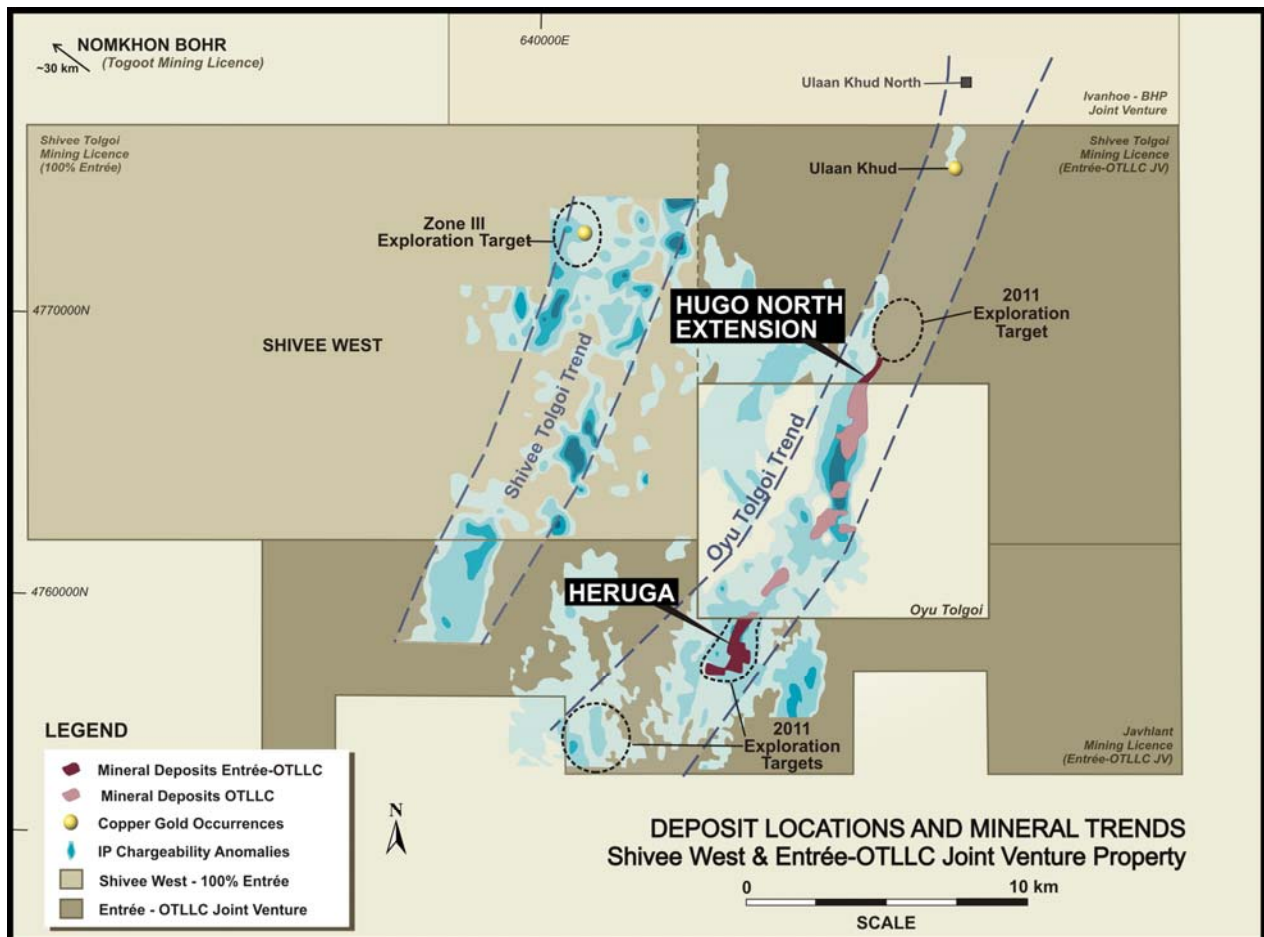 NOMKHON BOHR
(Togoot Mining Licence)
~30 km
640000E
Ulaan Khud North
Ivanhoe - BHP
Joint Venture
Shivee Tolgoi
Mining Licence
(100% Entrée)
Shivee Tolgoi
Mining Licence
(Entrée-OTLLC JV)
Ulaan Khud
Zone III
Exploration Target
4770000N
HUGO NORTH
EXTENSION
2011
Exploration
Target
SHIVEE WEST
Shivee Tolgoi Trend
Oyu Tolgoi Trend
4760000N
HERUGA
Oyu Tolgoi
2011
Exploration
Targets
Javhlant
Mining Licence
(Entrée-OTLLC JV)
LEGEND
Mineral Deposits Entrée-OTLLC
Mineral Deposits OTLLC
Copper Gold Occurrences
IP Chargeability Anomalies
Shivee West - 100% Entrée
Entrée - OTLLC Joint Venture
N
DEPOSIT LOCATIONS AND MINERAL TRENDS
Shivee West & Entrée-OTLLC Joint Venture Property
0 10 km
SCALE